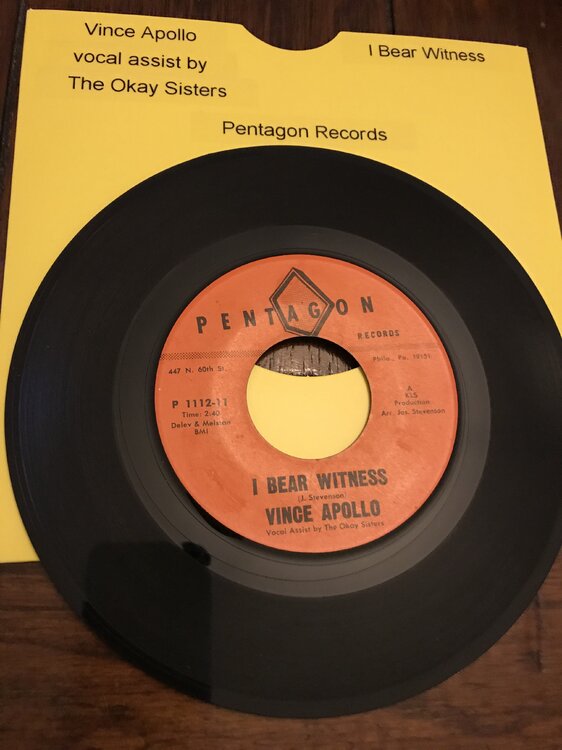 Vince Apollo
vocal assist by
The Okay Sisters
I Bear Witness
Pentagon Records
PENTAGON
RECORDS
447 N. 60th St.
Phila., Pa. 19151
P 1112-11
Time: 2:40
Delev & Melston
BMI
A
KLS
Production
Arr. Jas. Stevenson
I BEAR WITNESS
(J. Stevenson)
VINCE APOLLO
Vocal Assist by The Okay Sisters